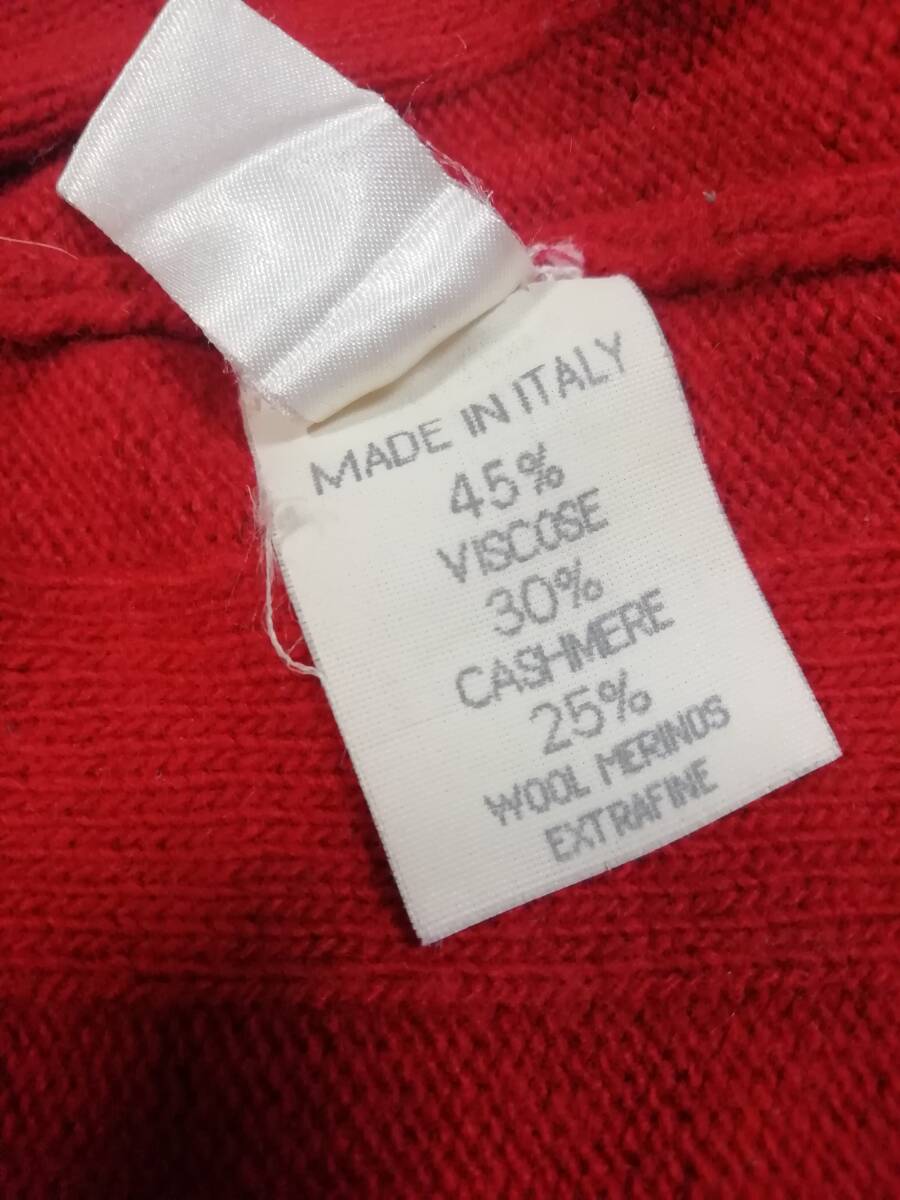 MADE IN ITALY
45%
VISCOSE
30%
CASHMERE
25%
WOOL MERINOS
EXTRAFINE